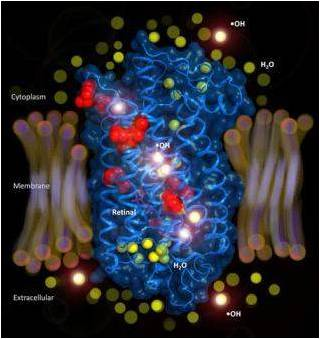 •OH
H₂O
Cytoplasm
•OH
Membrane
Retinal
H₂O
Extracellular
•OH